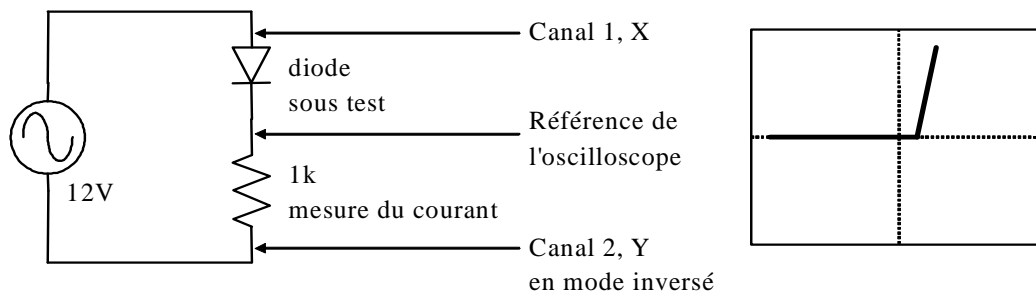 Canal 1, X
diode
sous test
Référence de
l'oscilloscope
12V
1k
mesure du courant
Canal 2, Y
en mode inversé